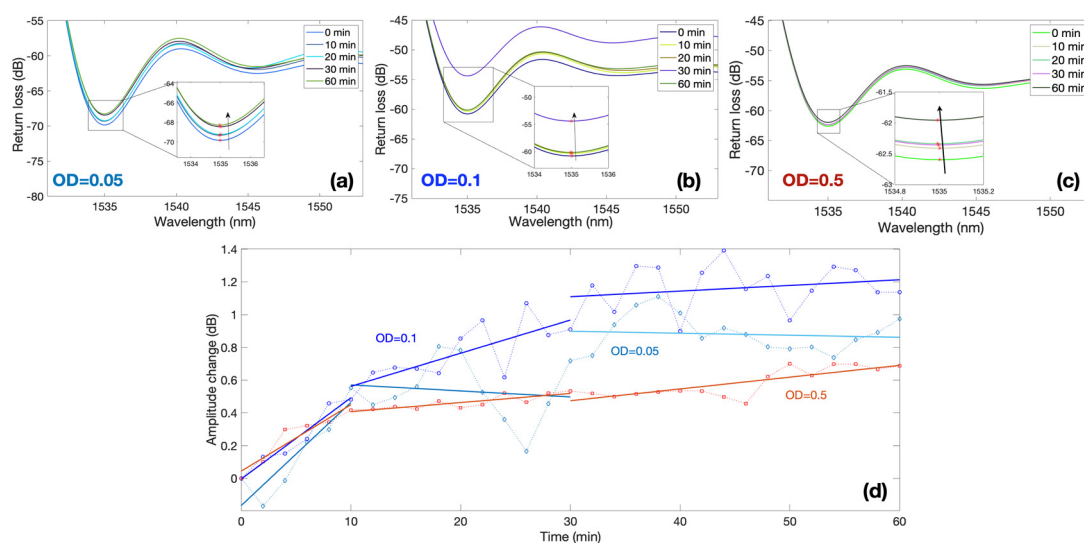 -55
-60
-65
-70
-75
-80
Return loss (dB)
1535
1540
1545
1550
Wavelength (nm)
0 min
10 min
20 min
30 min
60 min
-64
-66
-68
-70
1534
1535
1536
OD=0.05
(a)
-45
-50
-55
-60
-65
-70
-75
Return loss (dB)
1535
1540
1545
1550
Wavelength (nm)
0 min
10 min
20 min
30 min
60 min
-50
-55
-60
1534
1535
1536
OD=0.1
(b)
-45
-50
-55
-60
-65
-70
Return loss (dB)
1535
1540
1545
1550
Wavelength (nm)
0 min
10 min
20 min
30 min
60 min
-61.5
-62
-62.5
-63
1534.8
1535
1535.2
OD=0.5
(c)
1.4
1.2
1
0.8
0.6
0.4
0.2
0
Amplitude change (dB)
OD=0.1
OD=0.05
OD=0.5
(d)
0
10
20
30
40
50
60
Time (min)